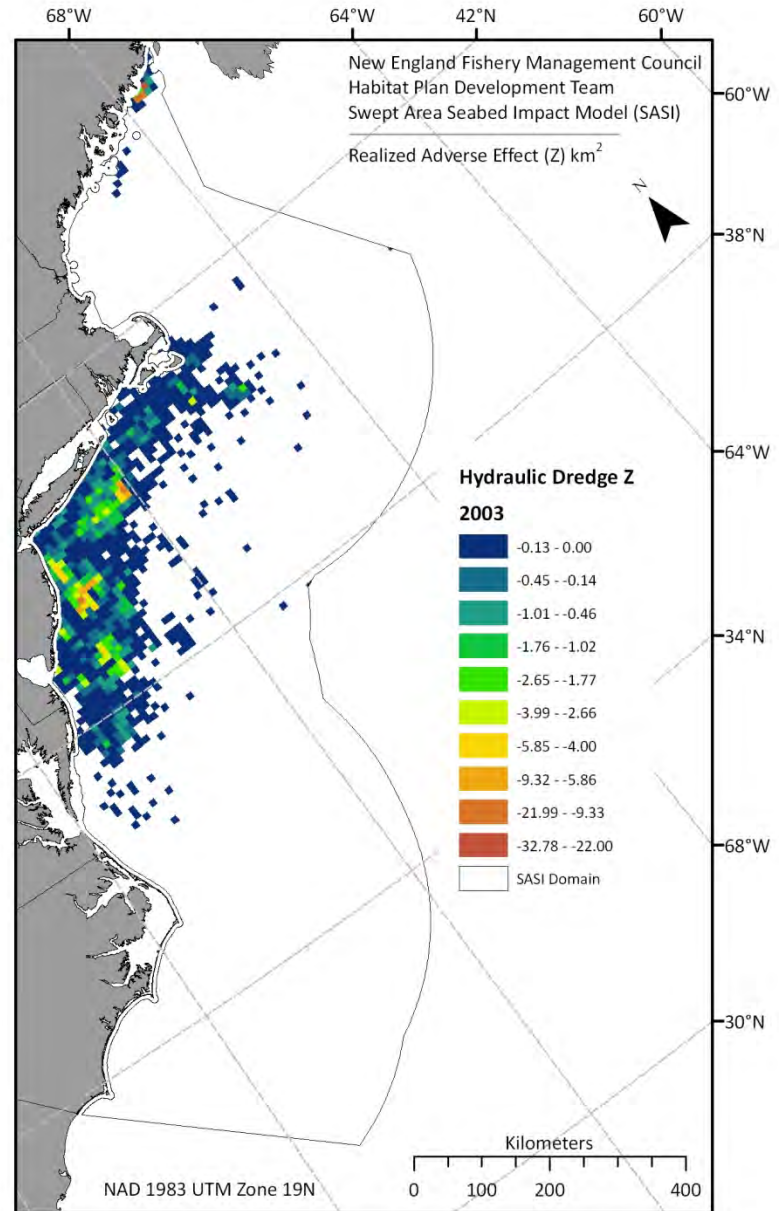 68°W
64°W
42°N
60°W
New England Fishery Management Council
Habitat Plan Development Team
Swept Area Seabed Impact Model (SASI)
Realized Adverse Effect (Z) km²
60°W
N
38°N
64°W
Hydraulic Dredge Z
2003
-0.13 - 0.00
-0.45 - -0.14
-1.01 - -0.46
-1.76 - -1.02
-2.65 - -1.77
-3.99 - -2.66
-5.85 - -4.00
-9.32 - -5.86
-21.99 - -9.33
-32.78 - -22.00
SASI Domain
34°N
68°W
30°N
Kilometers
0 100 200 400
NAD 1983 UTM Zone 19N